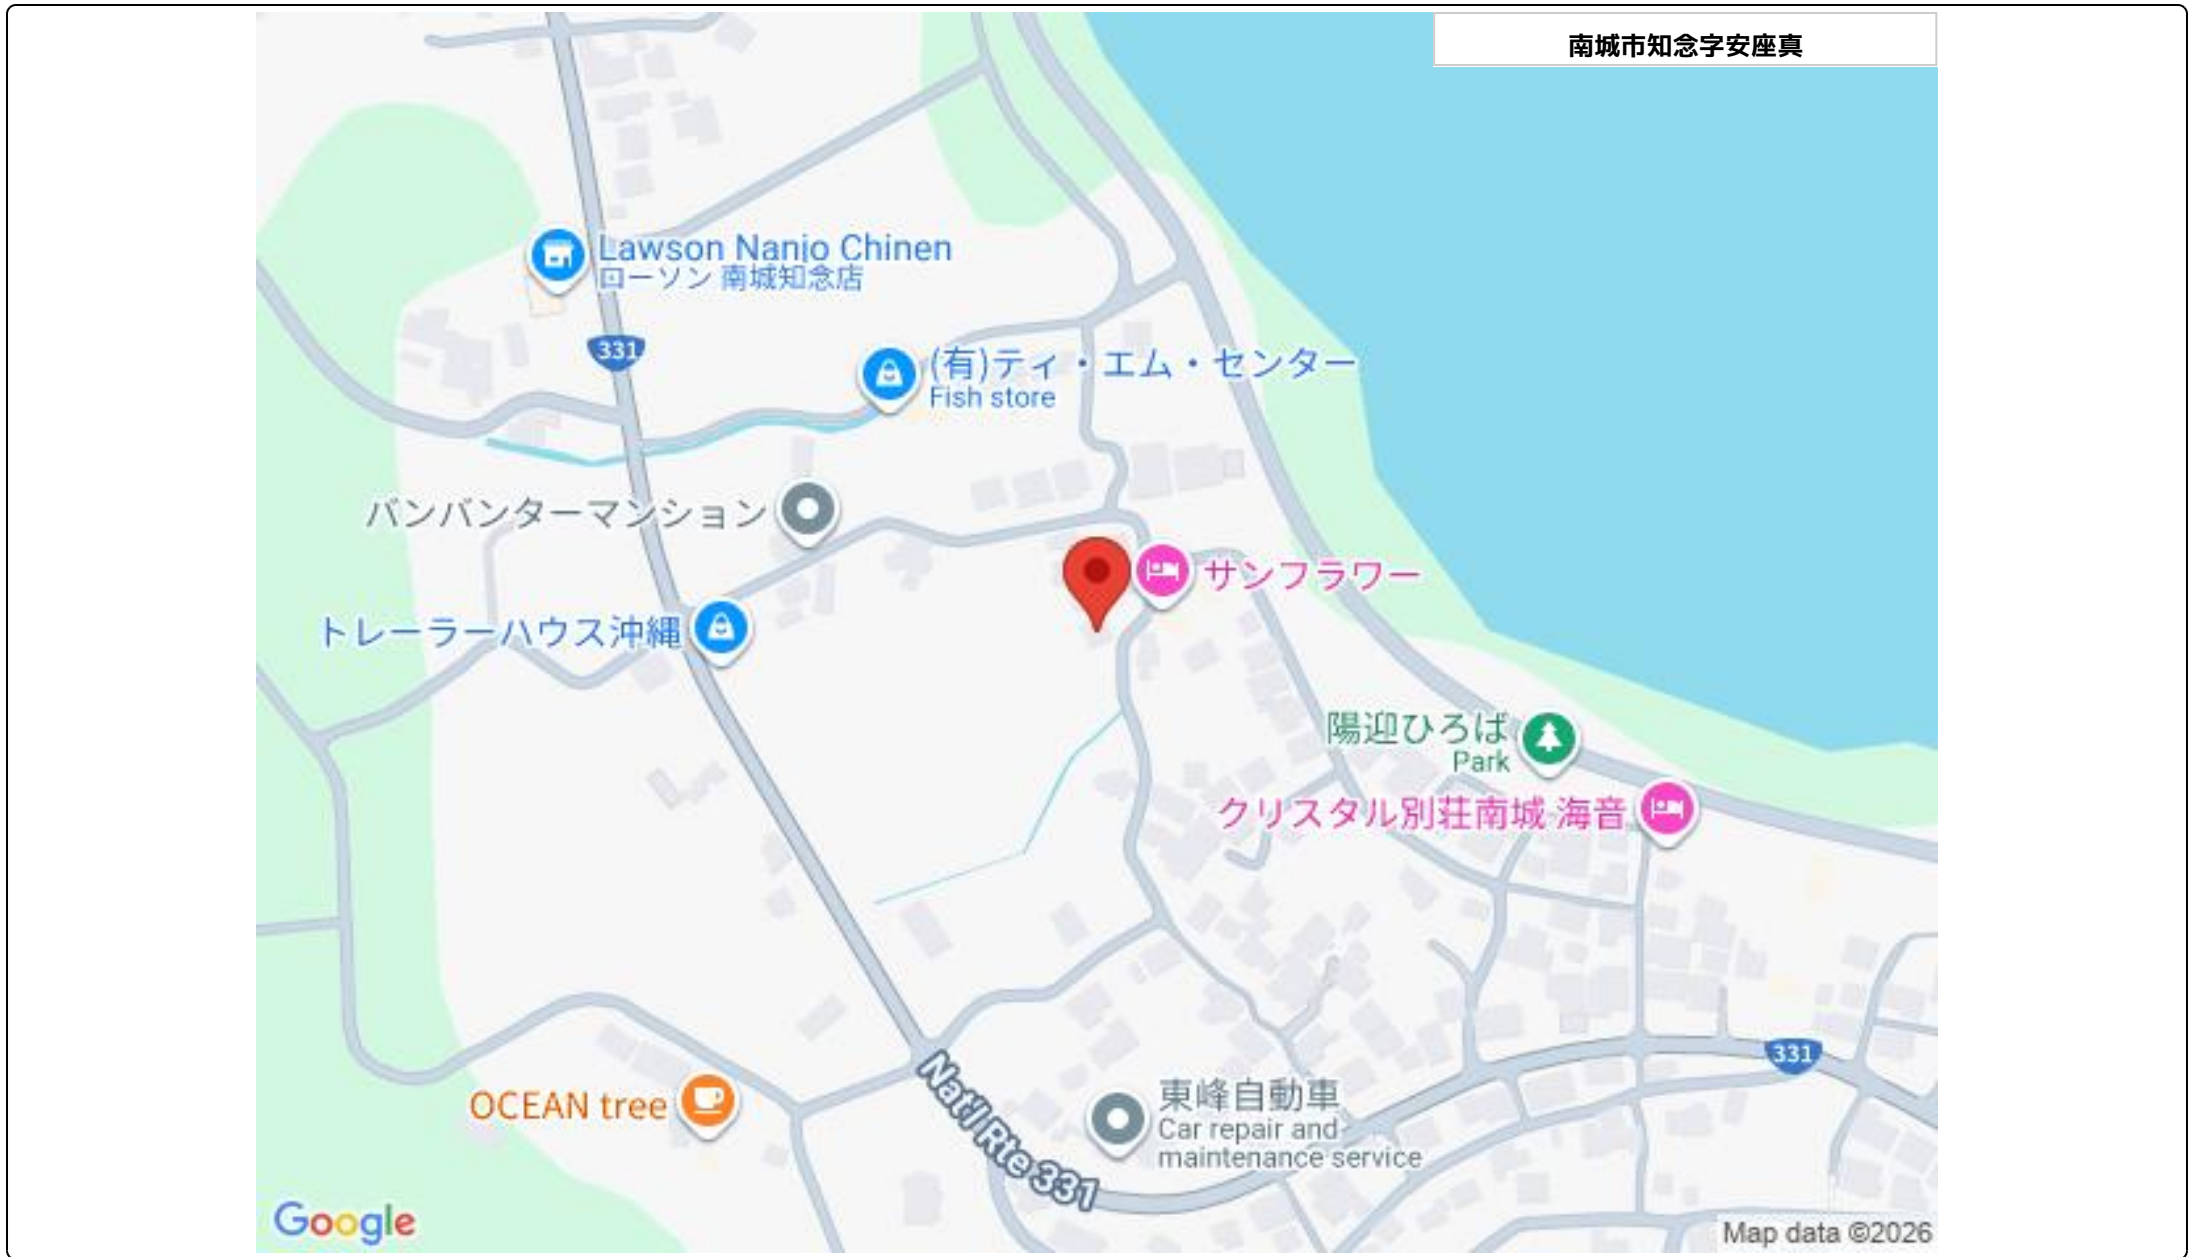 南城市知念字安座真
Lawson Nanjo Chinen
ローソン 南城知念店
331
(有)ティ・エム・センター
Fish store
バンバンターマンション
サンフラワー
トレーラーハウス沖縄
陽迎ひろば
Park
クリスタル別荘南城 海音
331
Nat'l Rte 331
OCEAN tree
東峰自動車
Car repair and
maintenance service
Google
Map data ©2026